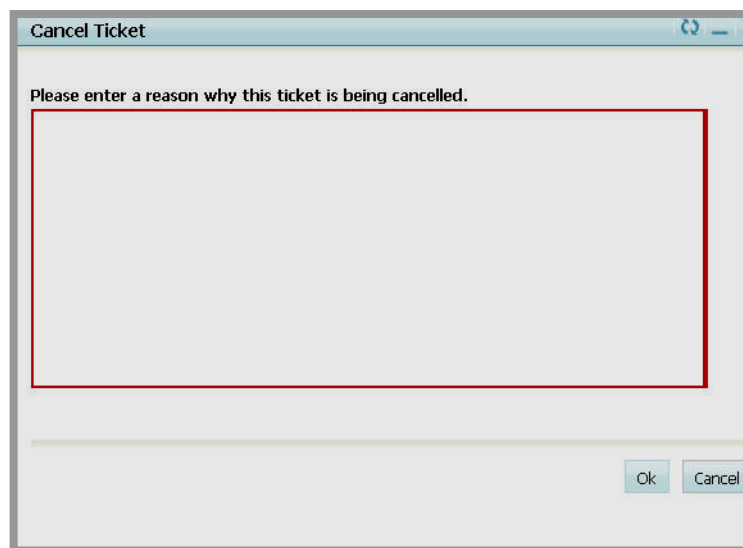 Cancel Ticket
Please enter a reason why this ticket is being cancelled.
Ok Cancel